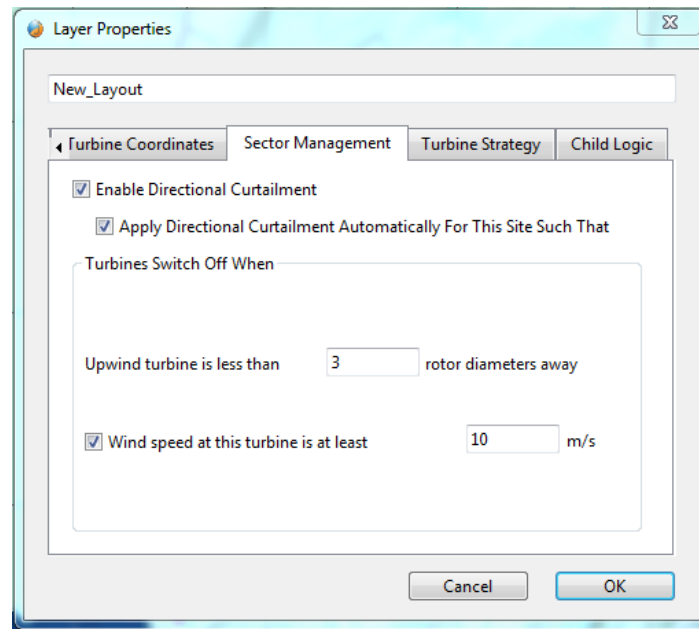 Layer Properties
New_Layout
Turbine Coordinates Sector Management Turbine Strategy Child Logic
Enable Directional Curtailment
Apply Directional Curtailment Automatically For This Site Such That
Turbines Switch Off When
Upwind turbine is less than 3 rotor diameters away
Wind speed at this turbine is at least 10 m/s
Cancel OK